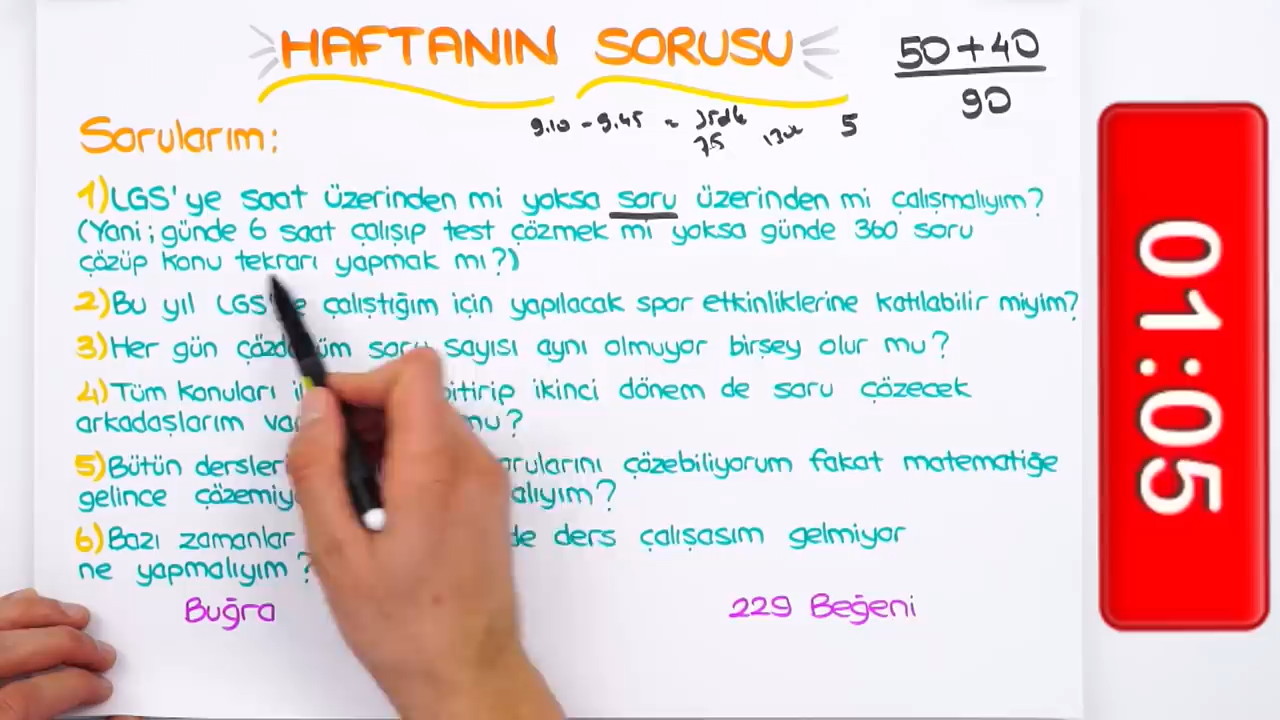 HAFTANIN SORUSU
50+40
90
9.10 - 9.45 =
75
5
Sorularım:
1) LGS'ye saat üzerinden mi yoksa soru üzerinden mi çalışmalıyım?
(Yani; günde 6 saat çalışıp test çözmek mi yoksa günde 360 soru
çözüp konu tekrarı yapmak mı?)
2) Bu yıl LGS' çalıştığım için yapılacak spor etkinliklerine katılabilir miyim?
3) Her gün soru sayısı aynı olmuyor birşey olur mu?
4) Tüm konuları bitirip ikinci dönem de soru çözecek
arkadaşlarım mu?
5) Bütün çözebiliyorum fakat matematiğe
gelince
6) Bazı zamanlar de ders çalışasım gelmiyor
ne yapmalıyım?
Buğra 229 Beğeni
01:05